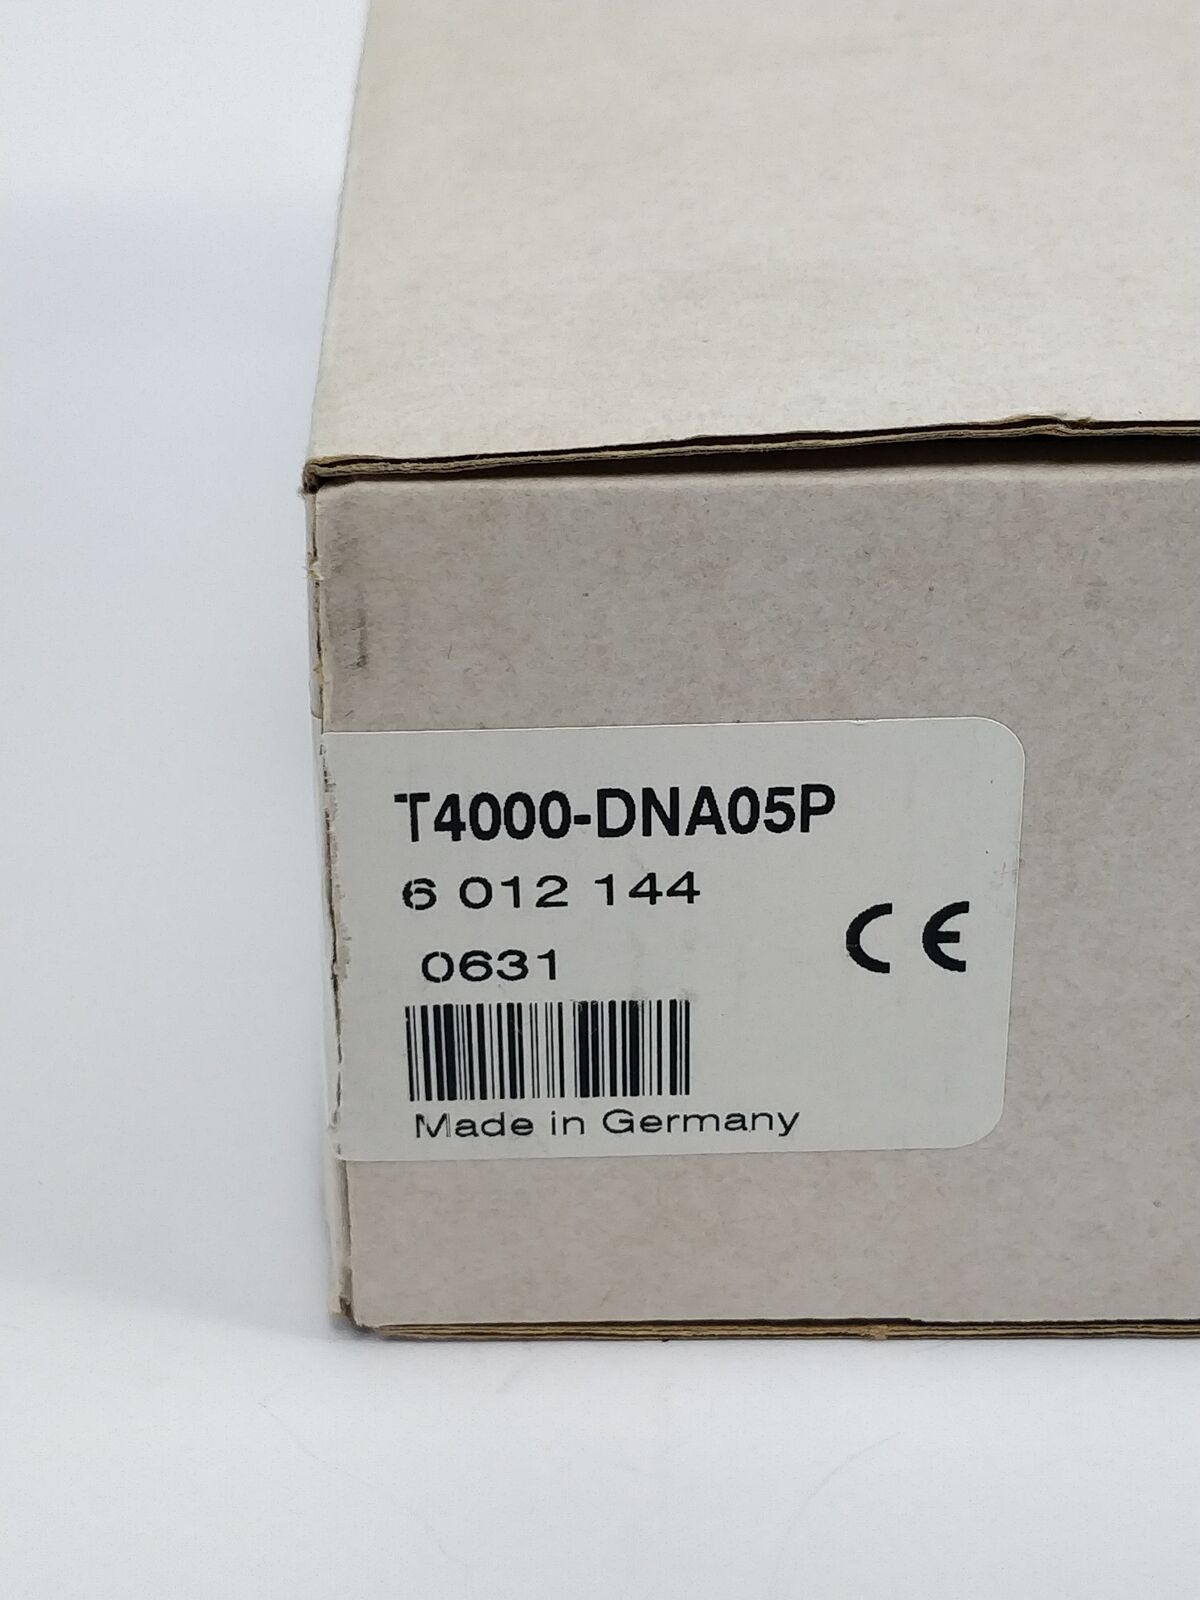 T4000-DNA05P
6 012 144
0631
CE
Made in Germany